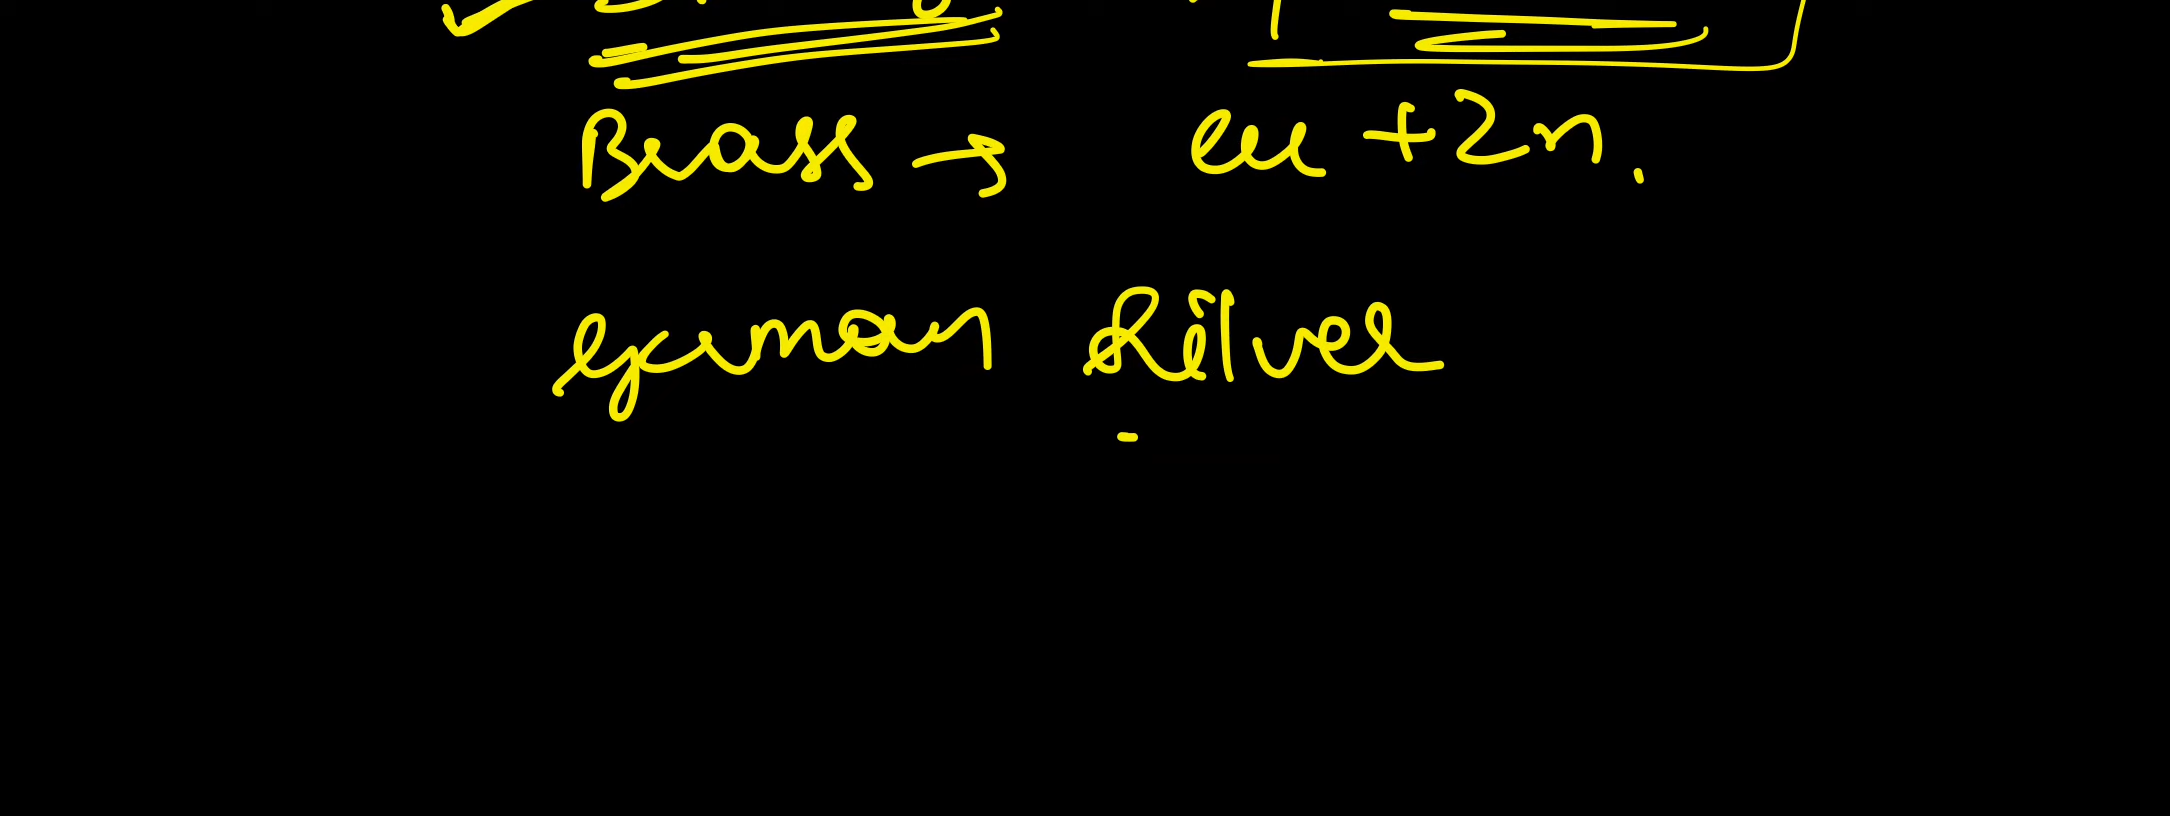 Brass → Cu + Zn.
German Silver
-